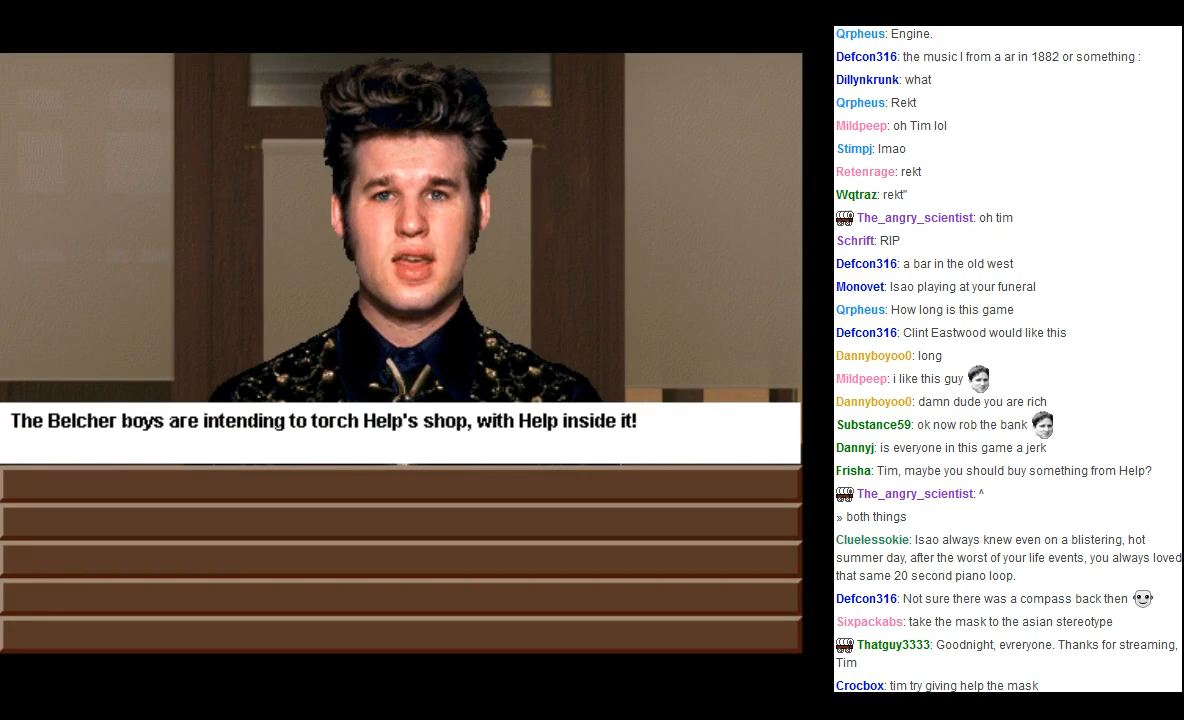 The Belcher boys are intending to torch Help's shop, with Help inside it!
Qrpheus: Engine.
Defcon316: the music I from a ar in 1882 or something :
Dillynkrunk: what
Qrpheus: Rekt
Mildpeep: oh Tim lol
Stimpj: lmao
Retenrage: rekt
Wqtraz: rekt"
The_angry_scientist: oh tim
Schrift: RIP
Defcon316: a bar in the old west
Monovet: Isao playing at your funeral
Qrpheus: How long is this game
Defcon316: Clint Eastwood would like this
Dannyboyoo0: long
Mildpeep: i like this guy
Dannyboyoo0: damn dude you are rich
Substance59: ok now rob the bank
Dannyj: is everyone in this game a jerk
Frisha: Tim, maybe you should buy something from Help?
The_angry_scientist: ^
» both things
Cluelessokie: Isao always knew even on a blistering, hot
summer day, after the worst of your life events, you always loved
that same 20 second piano loop.
Defcon316: Not sure there was a compass back then
Sixpackabs: take the mask to the asian stereotype
Thatguy3333: Goodnight, evreryone. Thanks for streaming,
Tim
Crocbox: tim try giving help the mask